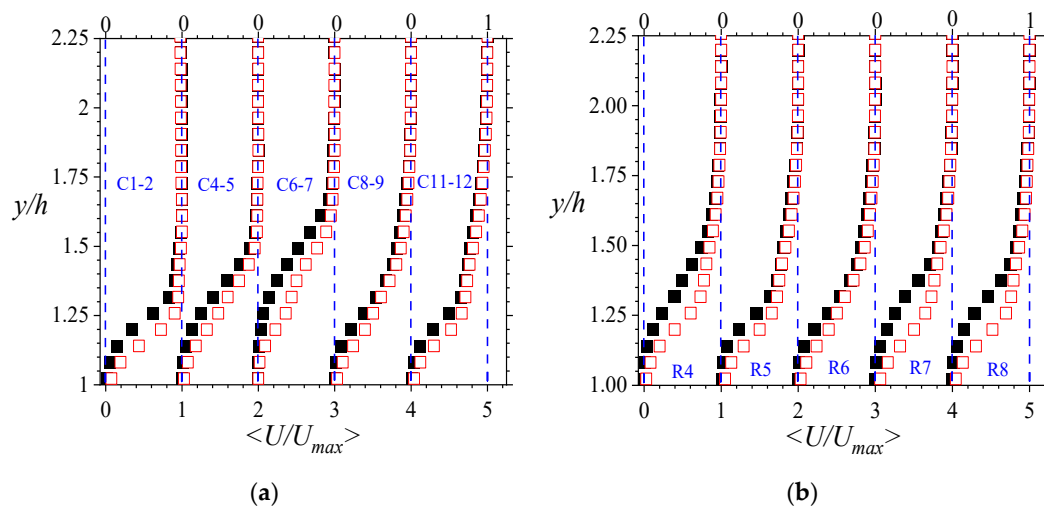 0 0 0 0 0 1
2.25
2
1.75
1.5
1.25
1
y/h
C1-2 C4-5 C6-7 C8-9 C11-12
0 1 2 3 4 5
<U/Umax>
(a)
0 0 0 0 0 1
2.25
2.00
1.75
1.50
1.25
1.00
y/h
R4 R5 R6 R7 R8
0 1 2 3 4 5
<U/Umax>
(b)